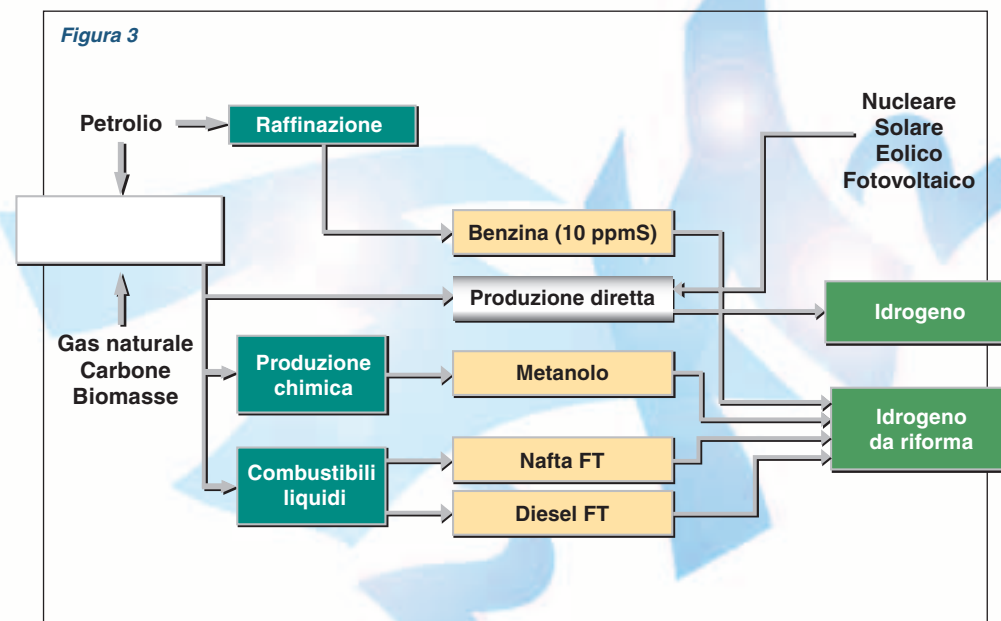 Figura 3
Petrolio
Raffinazione
Nucleare
Solare
Eolico
Fotovoltaico
Benzina (10 ppmS)
Produzione diretta
Idrogeno
Gas naturale
Carbone
Biomasse
Produzione
chimica
Metanolo
Idrogeno
da riforma
Combustibili
liquidi
Nafta FT
Diesel FT